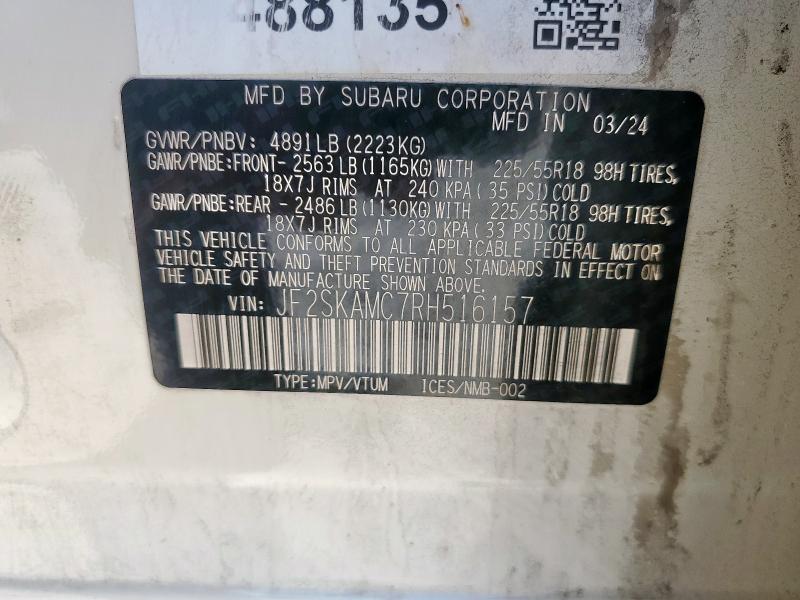 488135
MFD BY SUBARU CORPORATION
MFD IN 03/24
GVWR/PNBV: 4891LB (2223KG)
GAWR/PNBE:FRONT- 2563 LB (1165KG) WITH 225/55R18 98H TIRES,
18X7J RIMS AT 240 KPA( 35 PSI) COLD
GAWR/PNBE:REAR - 2486 LB (1130KG) WITH 225/55R18 98H TIRES,
18X7J RIMS AT 230 KPA( 33 PSI) COLD
THIS VEHICLE CONFORMS TO ALL APPLICABLE FEDERAL MOTOR
VEHICLE SAFETY AND THEFT PREVENTION STANDARDS IN EFFECT ON
THE DATE OF MANUFACTURE SHOWN ABOVE.
VIN: JF2SKAMC7RH516157
TYPE:MPV/VTUM ICES/NMB-002